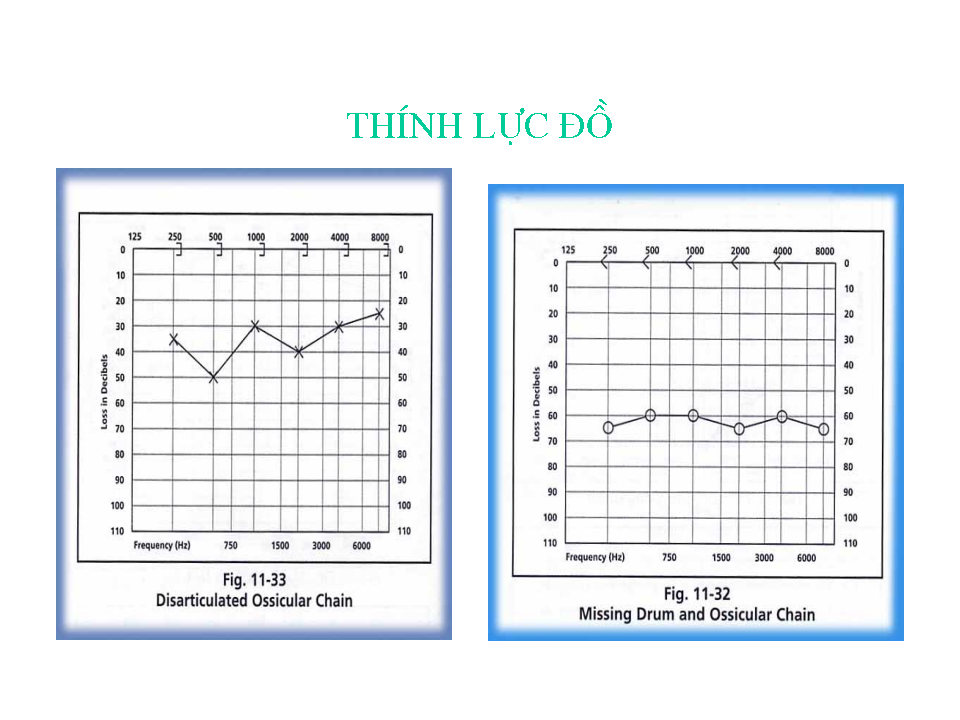 THÍNH LỰC ĐỒ
125 250 500 1000 2000 4000 8000
0 0
10 10
20 20
30 30
40 40
50 50
60 60
70 70
80 80
90 90
100 100
110 110
Loss in Decibels
Frequency (Hz) 750 1500 3000 6000
Fig. 11-33
Disarticulated Ossicular Chain
125 250 500 1000 2000 4000 8000
0 0
10 10
20 20
30 30
40 40
50 50
60 60
70 70
80 80
90 90
100 100
110 110
Loss in Decibels
Frequency (Hz) 750 1500 3000 6000
Fig. 11-32
Missing Drum and Ossicular Chain